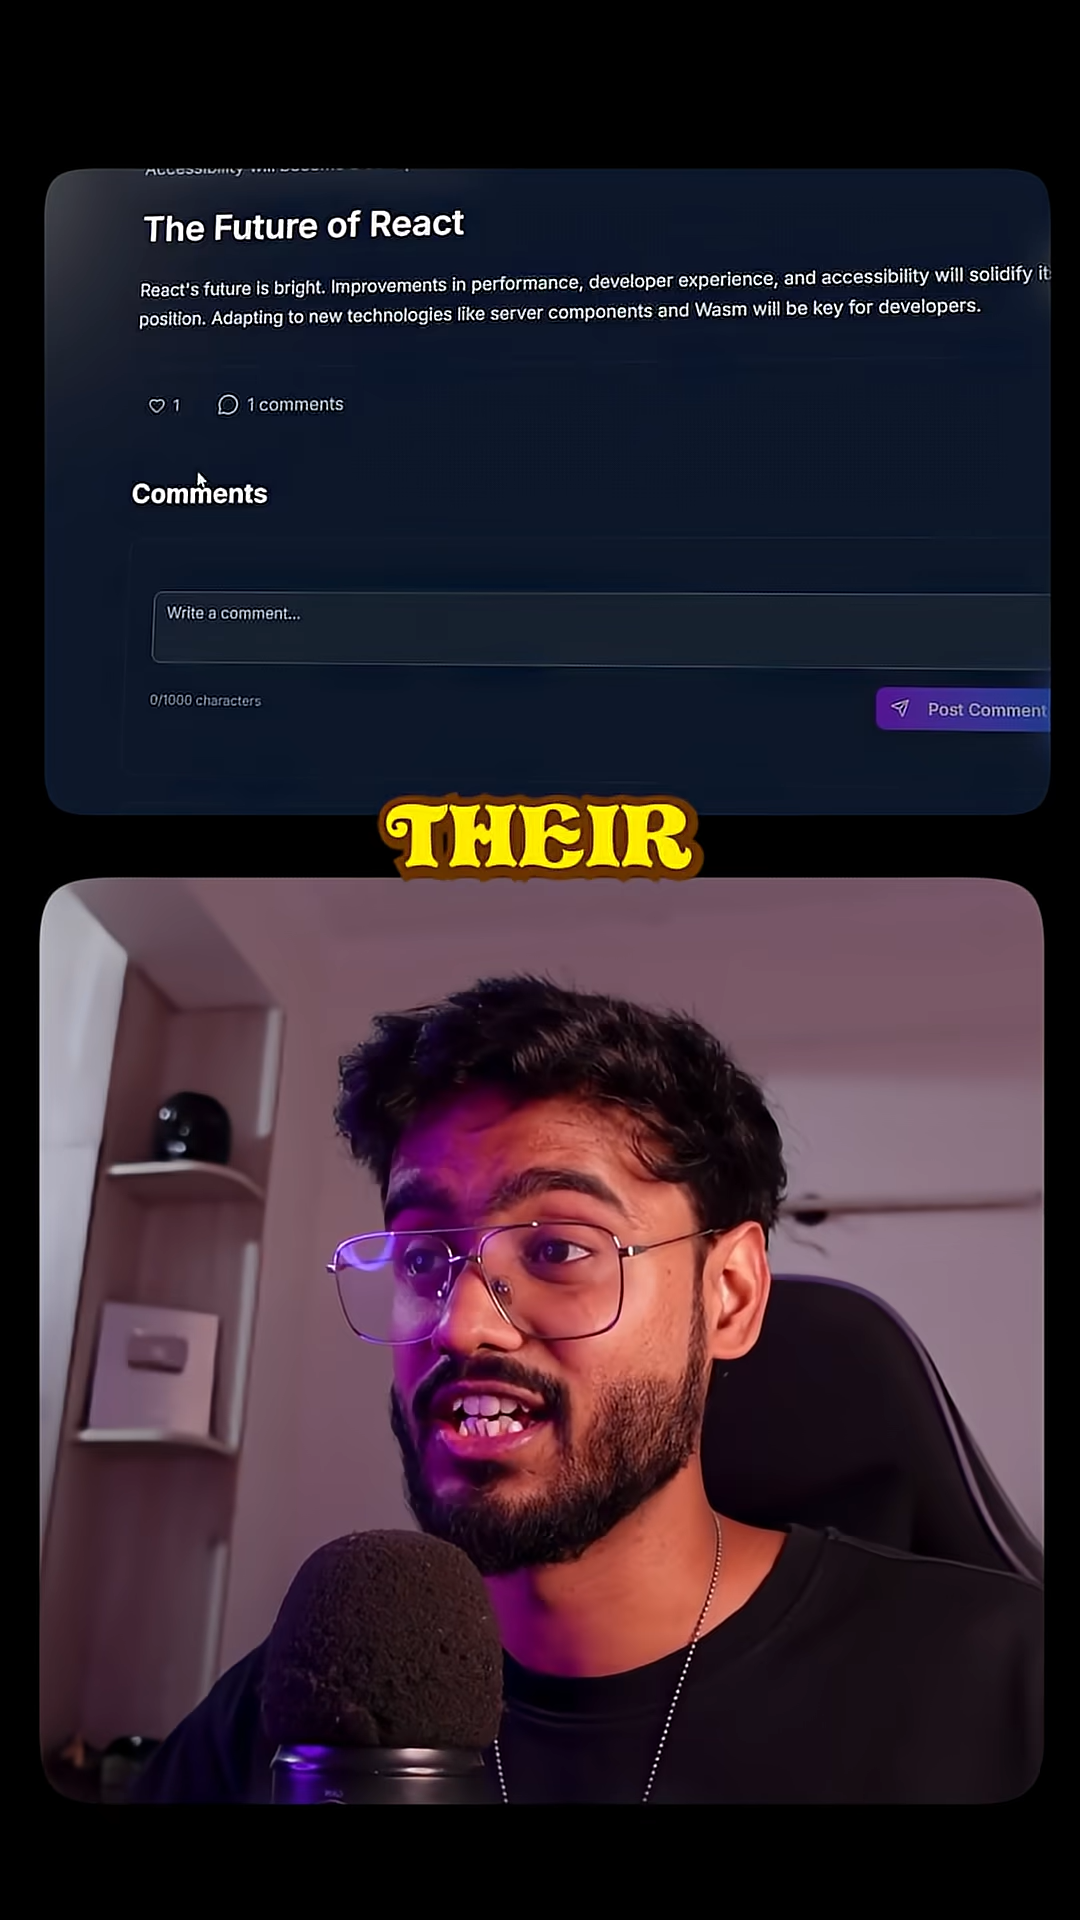 The Future of React
React's future is bright. Improvements in performance, developer experience, and accessibility will solidify it
position. Adapting to new technologies like server components and Wasm will be key for developers.
1 1 comments
Comments
Write a comment...
0/1000 characters
Post Comment
THEIR